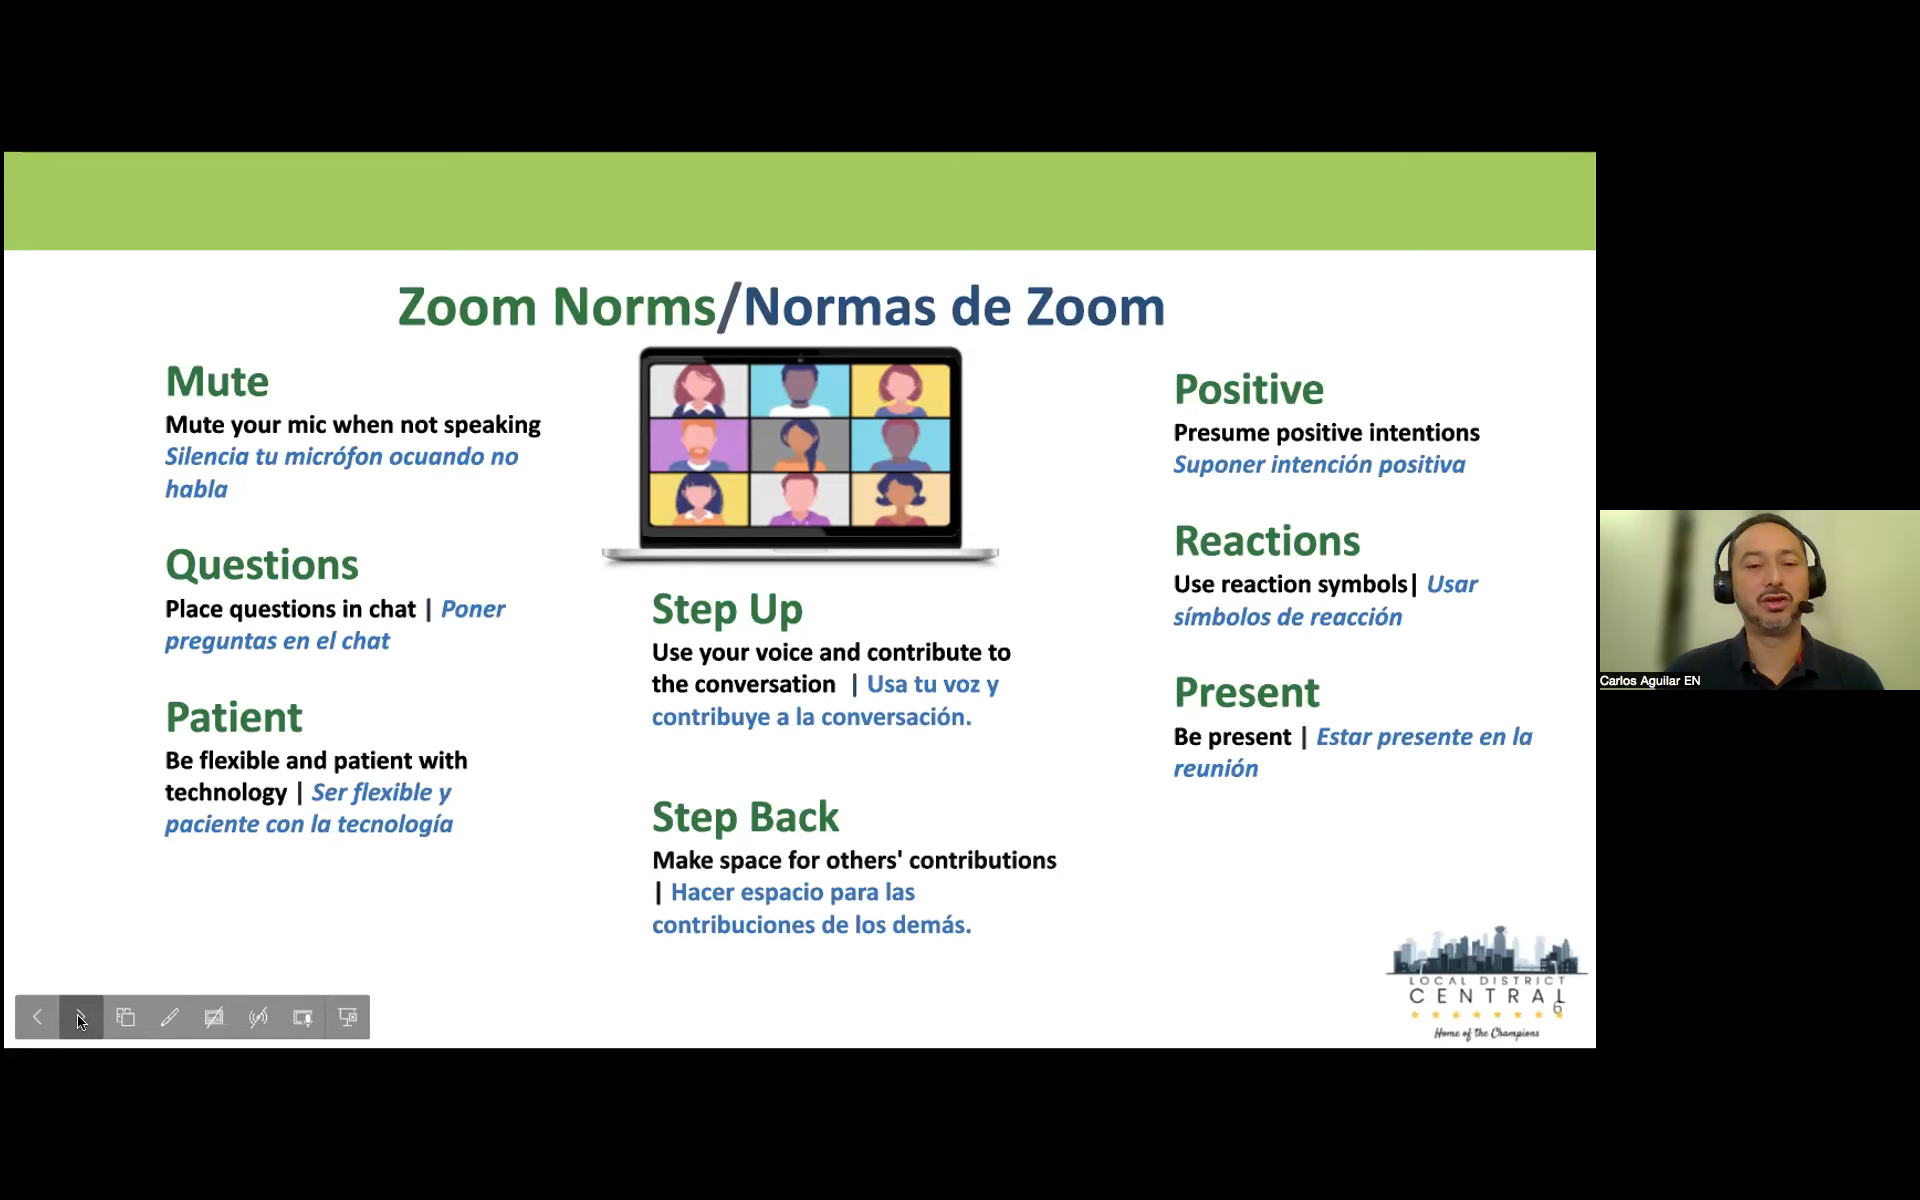 Zoom Norms/Normas de Zoom
Mute
Mute your mic when not speaking
Silencia tu micrófon ocuando no
habla
Questions
Place questions in chat | Poner
preguntas en el chat
Patient
Be flexible and patient with
technology | Ser flexible y
paciente con la tecnología
Step Up
Use your voice and contribute to
the conversation | Usa tu voz y
contribuye a la conversación.
Step Back
Make space for others' contributions
| Hacer espacio para las
contribuciones de los demás.
Positive
Presume positive intentions
Suponer intención positiva
Reactions
Use reaction symbols| Usar
símbolos de reacción
Present
Be present | Estar presente en la
reunión
LOCAL DISTRICT
CENTRAL
6
Home of the Champions
Carlos Aguilar EN